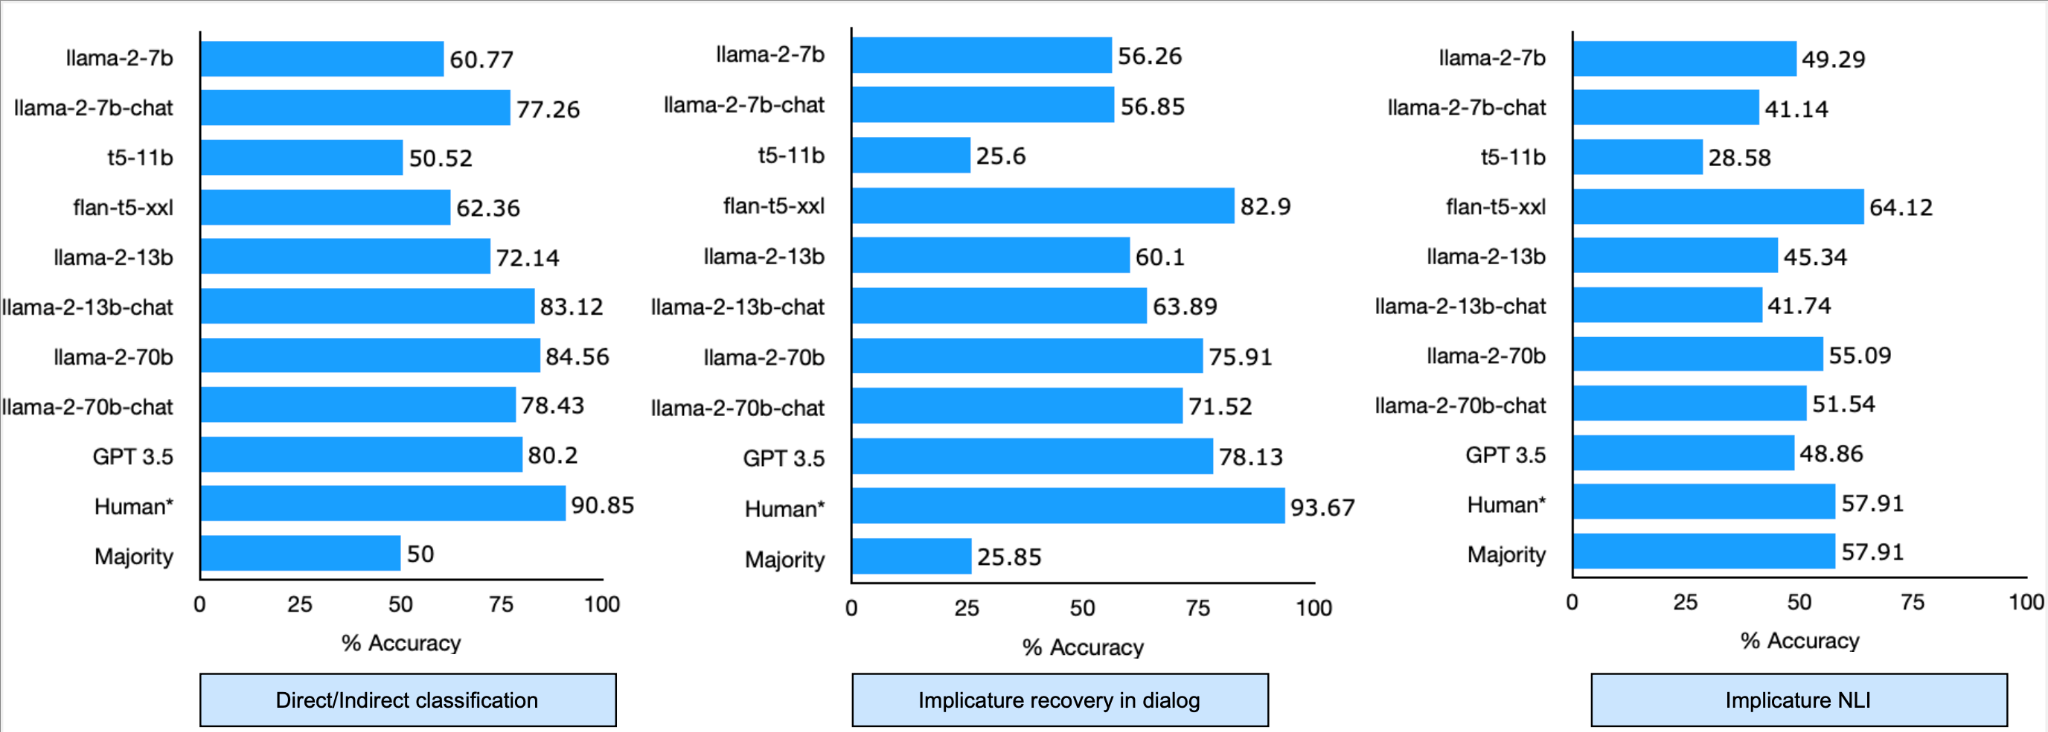 llama-2-7b 60.77
llama-2-7b-chat 77.26
t5-11b 50.52
flan-t5-xxl 62.36
llama-2-13b 72.14
llama-2-13b-chat 83.12
llama-2-70b 84.56
llama-2-70b-chat 78.43
GPT 3.5 80.2
Human* 90.85
Majority 50
0 25 50 75 100
% Accuracy
Direct/Indirect classification
llama-2-7b 56.26
llama-2-7b-chat 56.85
t5-11b 25.6
flan-t5-xxl 82.9
llama-2-13b 60.1
llama-2-13b-chat 63.89
llama-2-70b 75.91
llama-2-70b-chat 71.52
GPT 3.5 78.13
Human* 93.67
Majority 25.85
0 25 50 75 100
% Accuracy
Implicature recovery in dialog
llama-2-7b 49.29
llama-2-7b-chat 41.14
t5-11b 28.58
flan-t5-xxl 64.12
llama-2-13b 45.34
llama-2-13b-chat 41.74
llama-2-70b 55.09
llama-2-70b-chat 51.54
GPT 3.5 48.86
Human* 57.91
Majority 57.91
0 25 50 75 100
% Accuracy
Implicature NLI